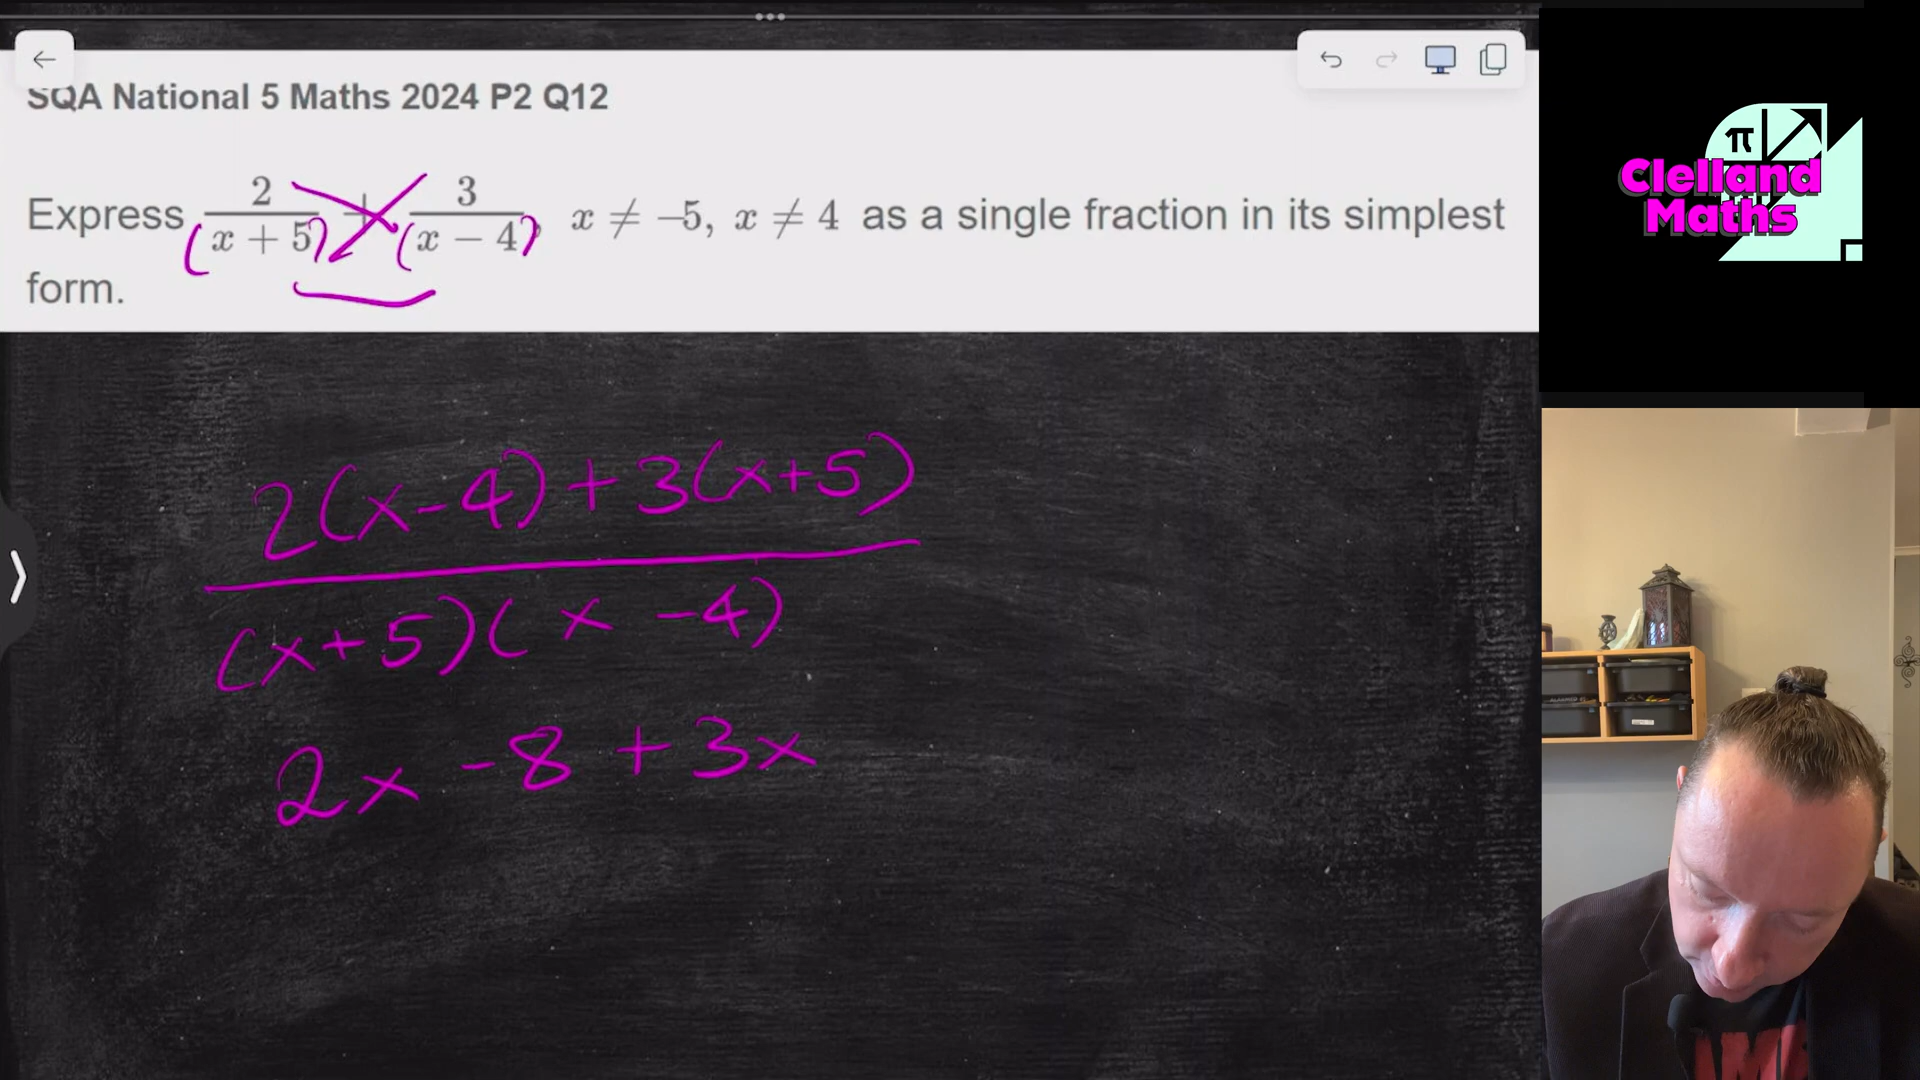 SQA National 5 Maths 2024 P2 Q12
Express 2/(x + 5) + 3/(x − 4), x ≠ −5, x ≠ 4 as a single fraction in its simplest
form.
2(x-4)+3(x+5)
(x+5)(x -4)
2x -8 + 3x
π
Clelland
Maths